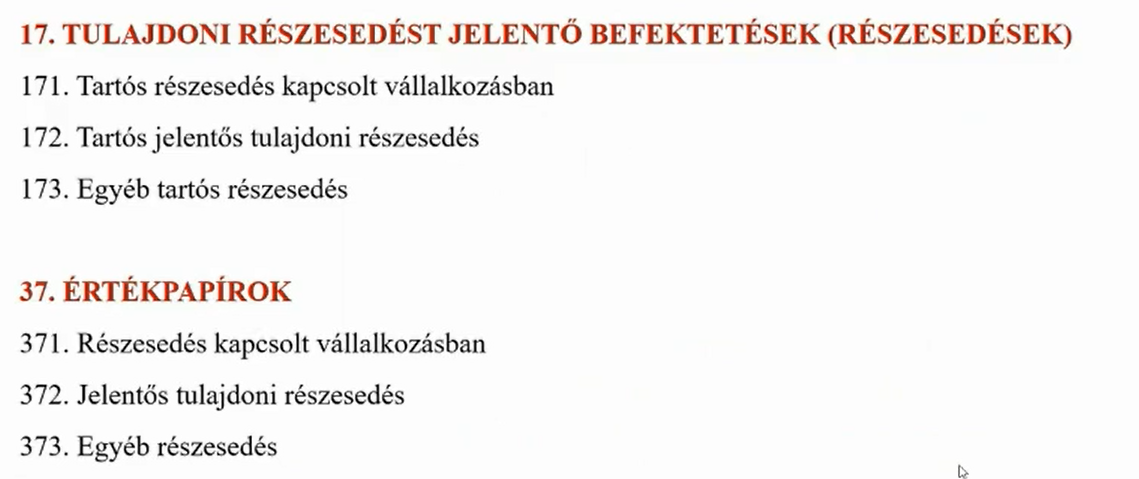 17. TULAJDONI RÉSZESEDÉST JELENTŐ BEFEKTETÉSEK (RÉSZESEDÉSEK)
171. Tartós részesedés kapcsolt vállalkozásban
172. Tartós jelentős tulajdoni részesedés
173. Egyéb tartós részesedés
37. ÉRTÉKPAPÍROK
371. Részesedés kapcsolt vállalkozásban
372. Jelentős tulajdoni részesedés
373. Egyéb részesedés